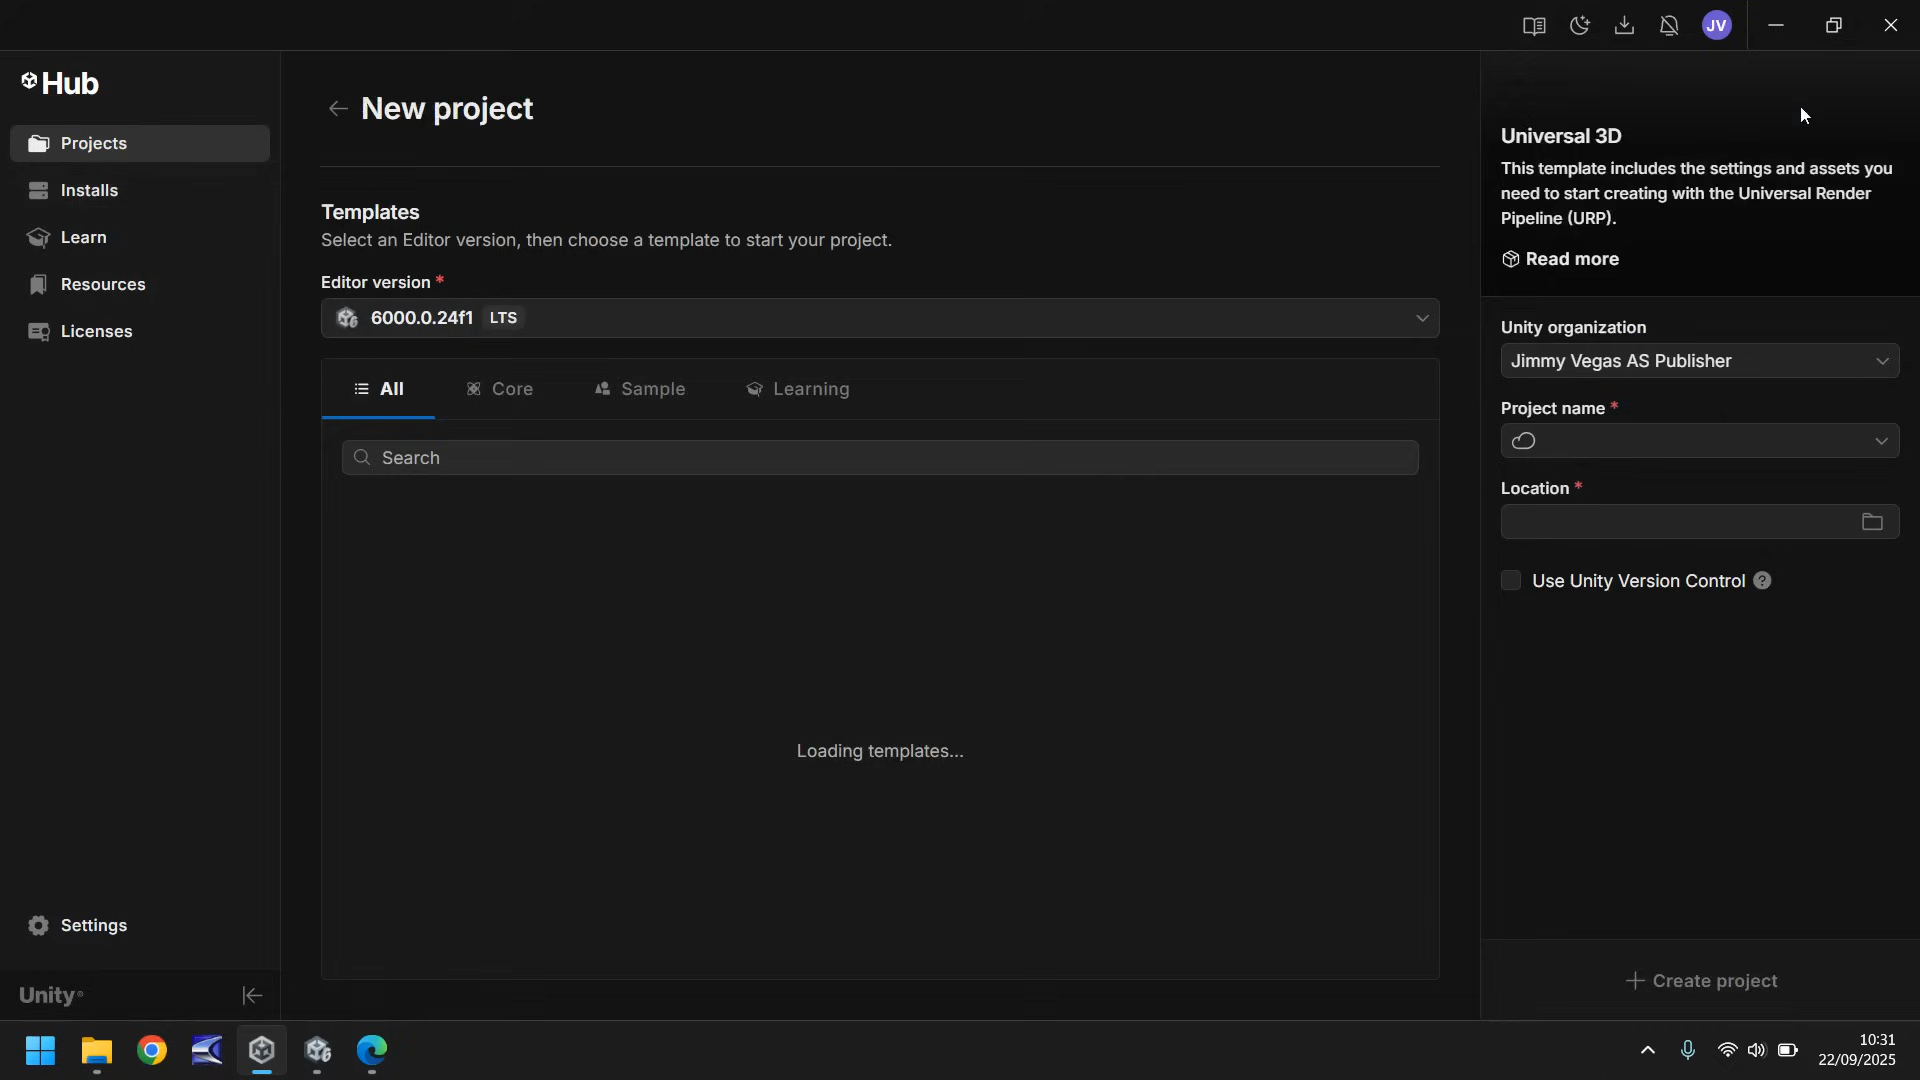 JV
Hub
Projects
Installs
Learn
Resources
Licenses
Settings
Unity
New project
Templates
Select an Editor version, then choose a template to start your project.
Editor version *
6000.0.24f1 LTS
All Core Sample Learning
Search
Loading templates...
Universal 3D
This template includes the settings and assets you
need to start creating with the Universal Render
Pipeline (URP).
Read more
Unity organization
Jimmy Vegas AS Publisher
Project name *
Location *
Use Unity Version Control ?
Create project
6
10:31
22/09/2025